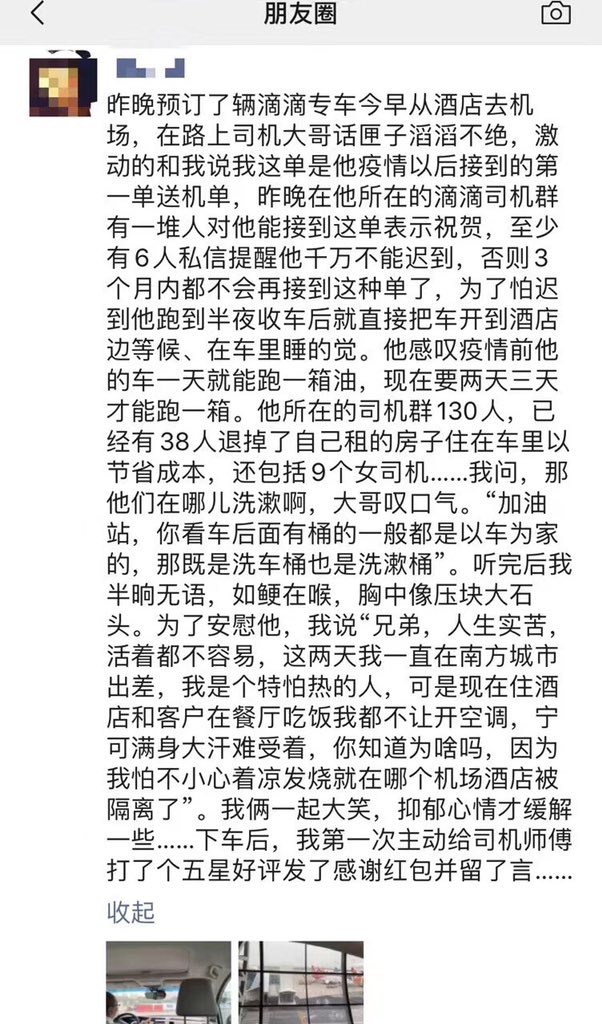 朋友圈
昨晚预订了辆滴滴专车今早从酒店去机
场，在路上司机大哥话匣子滔滔不绝，激
动的和我说我这单是他疫情以后接到的第
一单送机单，昨晚在他所在的滴滴司机群
有一堆人对他能接到这单表示祝贺，至少
有6人私信提醒他千万不能迟到，否则3
个月内都不会再接到这种单了，为了怕迟
到他跑到半夜收车后就直接把车开到酒店
边等候、在车里睡的觉。他感叹疫情前他
的车一天就能跑一箱油，现在要两天三天
才能跑一箱。他所在的司机群130人，已
经有38人退掉了自己租的房子住在车里以
节省成本，还包括9个女司机……我问，那
他们在哪儿洗漱啊，大哥叹口气。“加油
站，你看车后面有桶的一般都是以车为家
的，那既是洗车桶也是洗漱桶”。听完后我
半晌无语，如鲠在喉，胸中像压块大石
头。为了安慰他，我说“兄弟，人生实苦，
活着都不容易，这两天我一直在南方城市
出差，我是个特怕热的人，可是现在住酒
店和客户在餐厅吃饭我都不让开空调，宁
可满身大汗难受着，你知道为啥吗，因为
我怕不小心着凉发烧就在哪个机场酒店被
隔离了”。我俩一起大笑，抑郁心情才缓解
一些……下车后，我第一次主动给司机师傅
打了个五星好评发了感谢红包并留了言……
收起